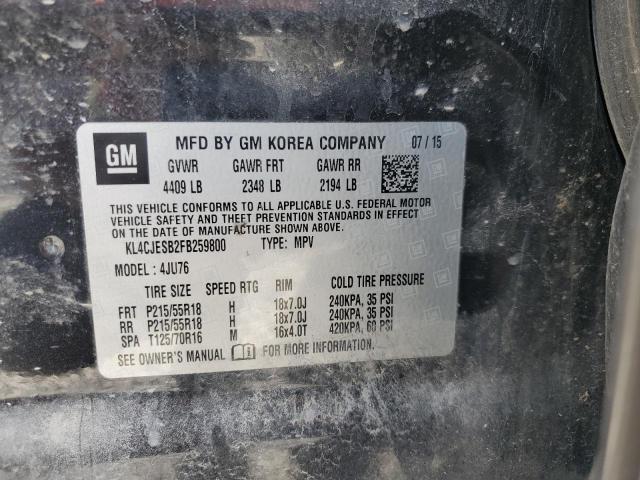 GM
MFD BY GM KOREA COMPANY 07 / 15
GVWR GAWR FRT GAWR RR
4409 LB 2348 LB 2194 LB
THIS VEHICLE CONFORMS TO ALL APPLICABLE U.S. FEDERAL MOTOR
VEHICLE SAFETY AND THEFT PREVENTION STANDARDS IN EFFECT
ON THE DATE OF MANUFACTURE SHOWN ABOVE.
KL4CJESB2FB259800 TYPE: MPV
MODEL : 4JU76
TIRE SIZE SPEED RTG RIM COLD TIRE PRESSURE
FRT P215/55R18 H 18x7.0J 240KPA, 35 PSI
RR P215/55R18 H 18x7.0J 240KPA, 35 PSI
SPA T125/70R16 M 16x4.0T 420KPA, 60 PSI
SEE OWNER'S MANUAL FOR MORE INFORMATION.